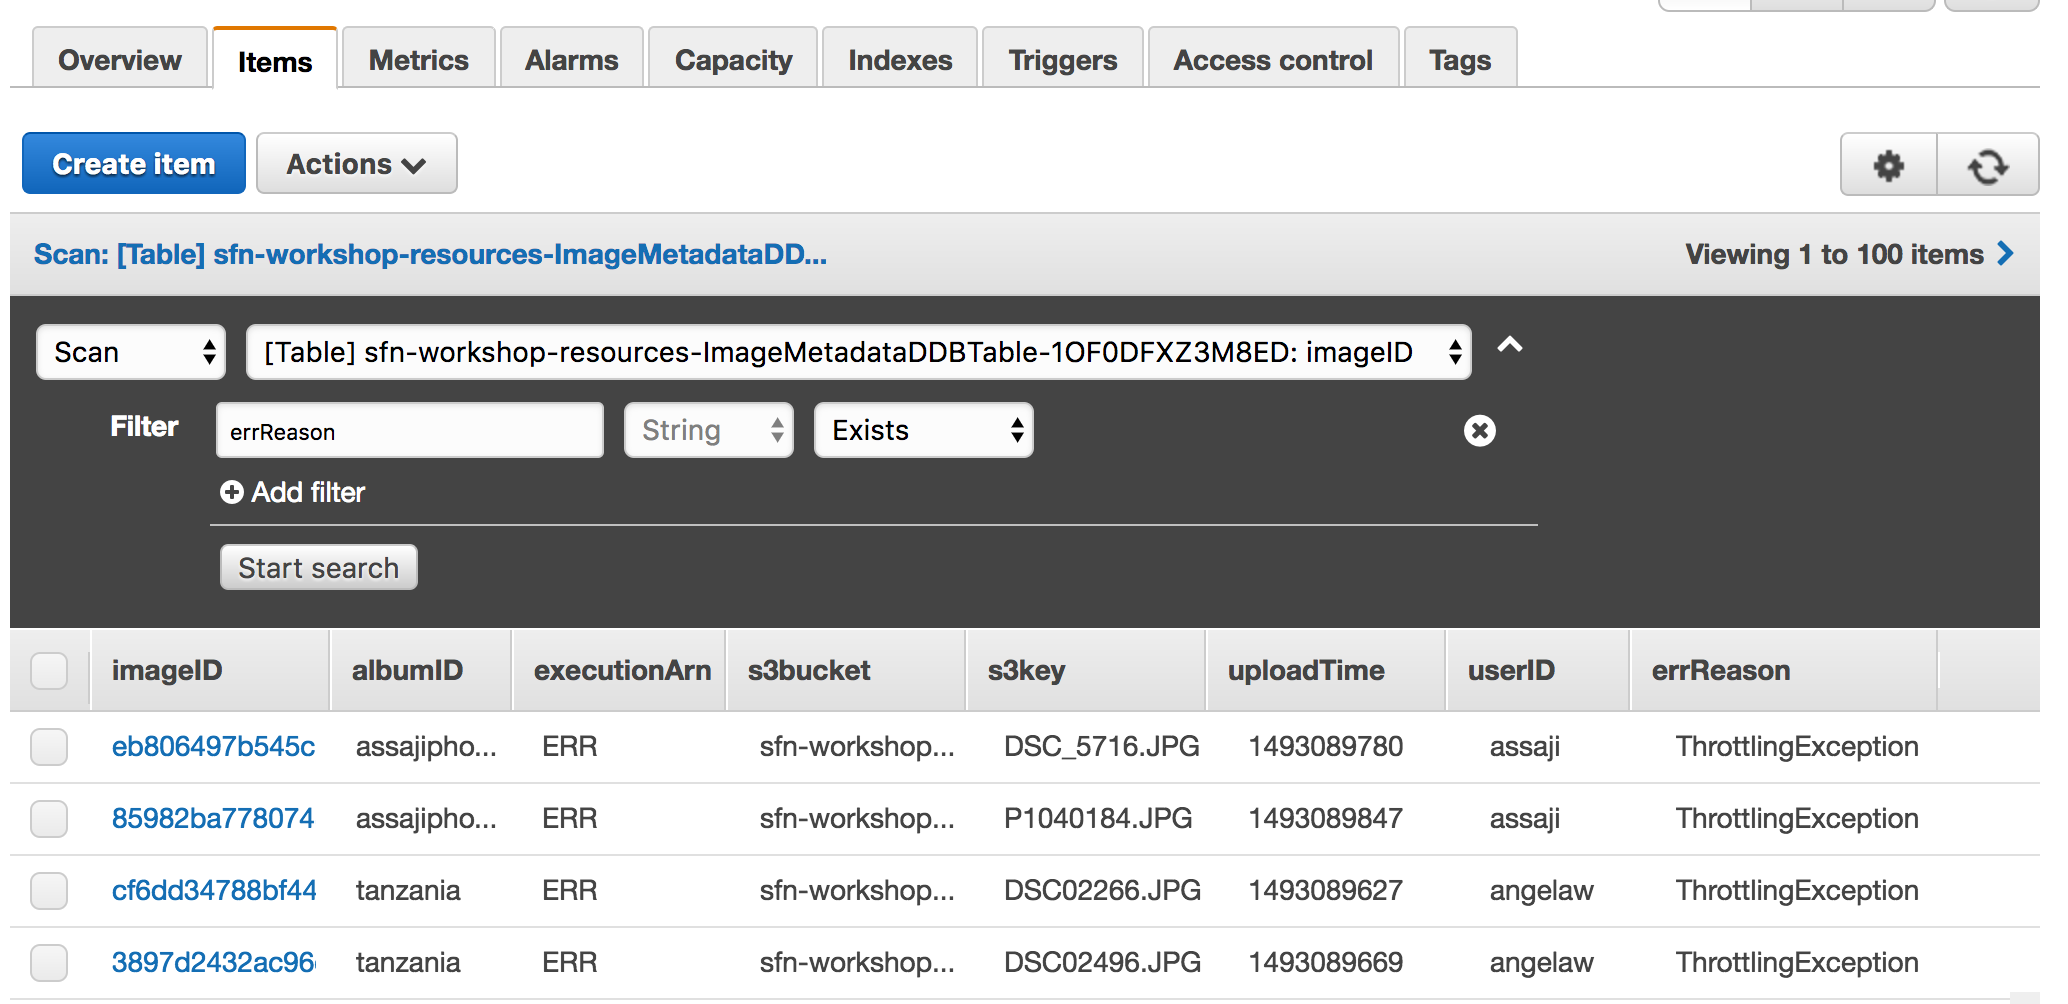 Overview Items Metrics Alarms Capacity Indexes Triggers Access control Tags
Create item Actions
Scan: [Table] sfn-workshop-resources-ImageMetadataDD... Viewing 1 to 100 items
Scan [Table] sfn-workshop-resources-ImageMetadataDDBTable-1OF0DFXZ3M8ED: imageID
Filter errReason String Exists
Add filter
Start search
imageID albumID executionArn s3bucket s3key uploadTime userID errReason
eb806497b545c assajipho... ERR sfn-workshop... DSC_5716.JPG 1493089780 assaji ThrottlingException
85982ba778074 assajipho... ERR sfn-workshop... P1040184.JPG 1493089847 assaji ThrottlingException
cf6dd34788bf44 tanzania ERR sfn-workshop... DSC02266.JPG 1493089627 angelaw ThrottlingException
3897d2432ac96 tanzania ERR sfn-workshop... DSC02496.JPG 1493089669 angelaw ThrottlingException